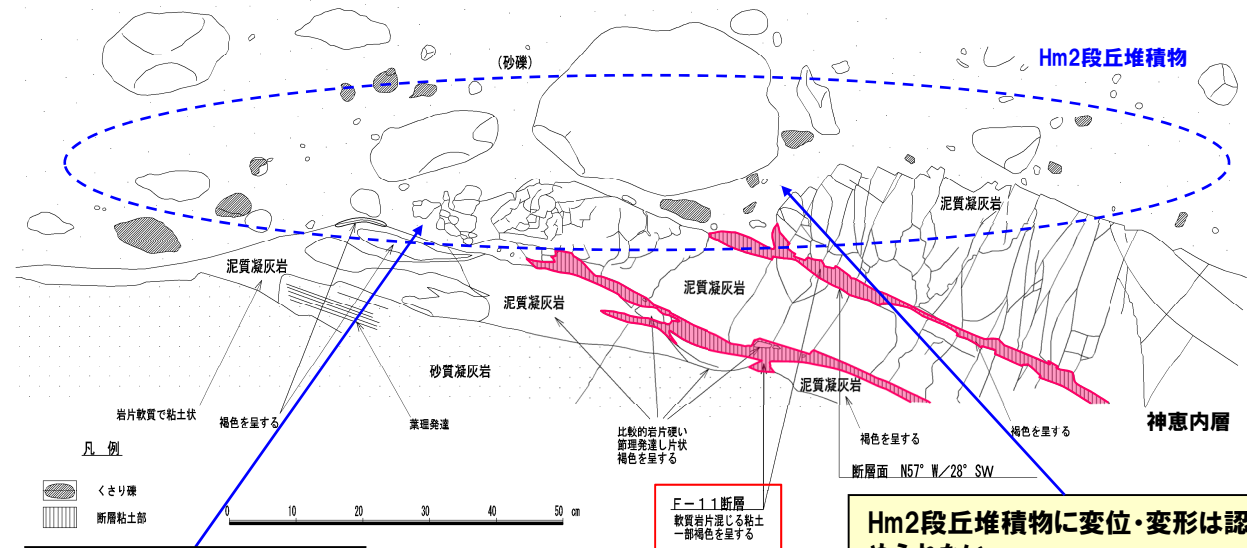 (砂礫)
Hm2段丘堆積物
泥質凝灰岩
泥質凝灰岩
泥質凝灰岩
泥質凝灰岩
砂質凝灰岩
泥質凝灰岩
岩片軟質で粘土状
褐色を呈する
葉理発達
比較的岩片硬い
節理発達し片状
褐色を呈する
褐色を呈する
褐色を呈する
神恵内層
断層面 N57°W/28°SW
凡 例
くさり礫
断層粘土部
0 10 20 30 40 50 cm
F-11断層
軟質岩片混じる粘土
一部褐色を呈する
Hm2段丘堆積物に変位・変形は認